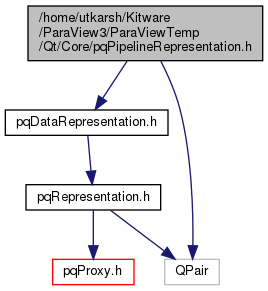 /home/utkarsh/Kitware
/ParaView3/ParaViewTemp
/Qt/Core/pqPipelineRepresentation.h
pqDataRepresentation.h
pqRepresentation.h
pqProxy.h
QPair